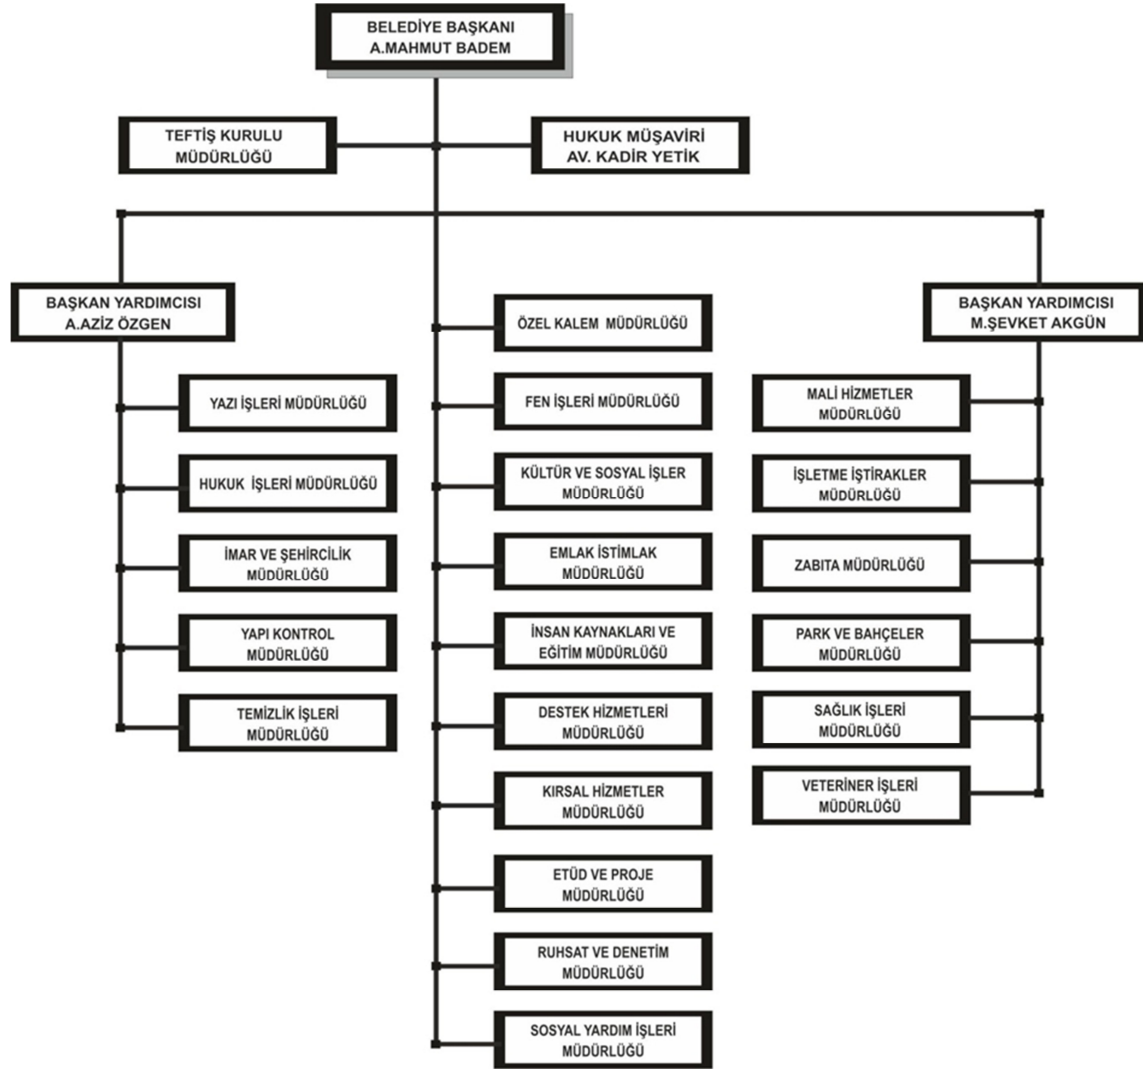 BELEDİYE BAŞKANI
A.MAHMUT BADEM
TEFTİŞ KURULU
MÜDÜRLÜĞÜ
HUKUK MÜŞAVİRİ
AV. KADİR YETİK
BAŞKAN YARDIMCISI
A.AZİZ ÖZGEN
YAZI İŞLERİ MÜDÜRLÜĞÜ
HUKUK İŞLERİ MÜDÜRLÜĞÜ
İMAR VE ŞEHİRCİLİK
MÜDÜRLÜĞÜ
YAPI KONTROL
MÜDÜRLÜĞÜ
TEMİZLİK İŞLERİ
MÜDÜRLÜĞÜ
ÖZEL KALEM MÜDÜRLÜĞÜ
FEN İŞLERİ MÜDÜRLÜĞÜ
KÜLTÜR VE SOSYAL İŞLER
MÜDÜRLÜĞÜ
EMLAK İSTİMLAK
MÜDÜRLÜĞÜ
İNSAN KAYNAKLARI VE
EĞİTİM MÜDÜRLÜĞÜ
DESTEK HİZMETLERİ
MÜDÜRLÜĞÜ
KIRSAL HİZMETLER
MÜDÜRLÜĞÜ
ETÜD VE PROJE
MÜDÜRLÜĞÜ
RUHSAT VE DENETİM
MÜDÜRLÜĞÜ
SOSYAL YARDIM İŞLERİ
MÜDÜRLÜĞÜ
BAŞKAN YARDIMCISI
M.ŞEVKET AKGÜN
MALİ HİZMETLER
MÜDÜRLÜĞÜ
İŞLETME İŞTİRAKLER
MÜDÜRLÜĞÜ
ZABITA MÜDÜRLÜĞÜ
PARK VE BAHÇELER
MÜDÜRLÜĞÜ
SAĞLIK İŞLERİ
MÜDÜRLÜĞÜ
VETERİNER İŞLERİ
MÜDÜRLÜĞÜ